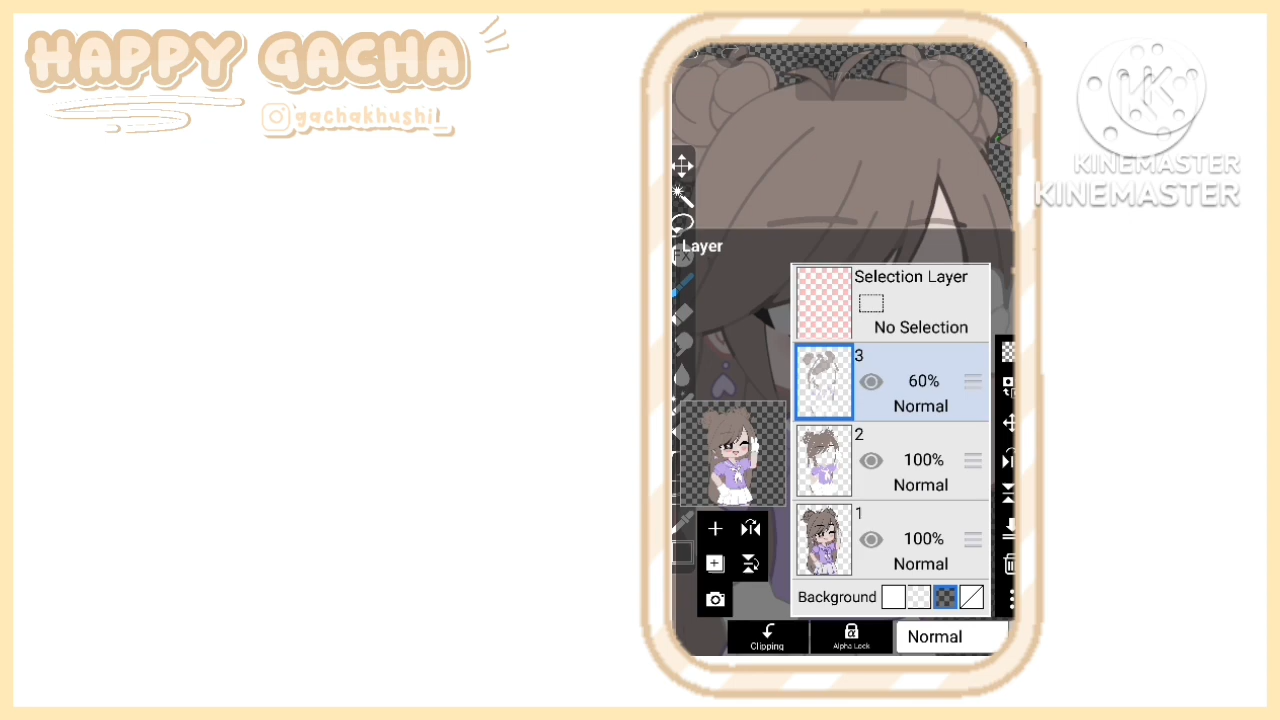 HAPPY GACHA
gachakhushi_
KINEMASTER
KINEMASTER
Layer
FX
Selection Layer
No Selection
3
60%
Normal
2
100%
Normal
1
100%
Normal
Background
Clipping
Alpha Lock
Normal